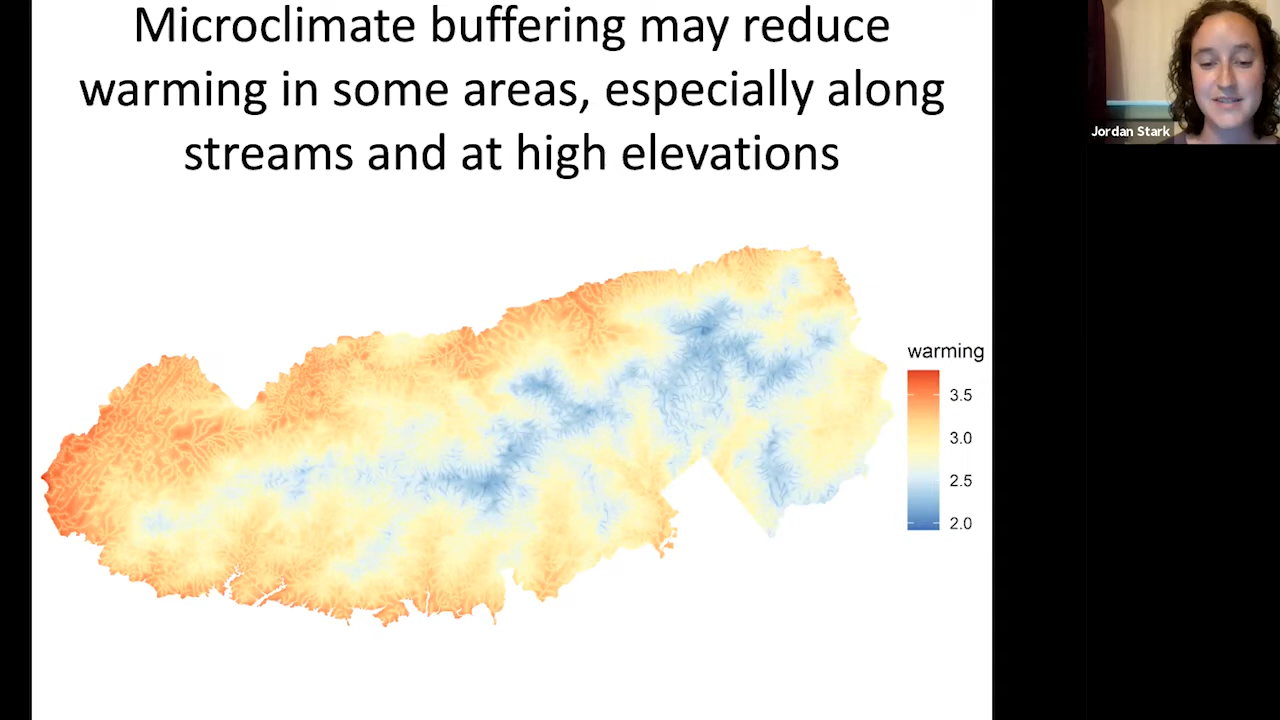 Microclimate buffering may reduce
warming in some areas, especially along
streams and at high elevations
Jordan Stark
warming
3.5
3.0
2.5
2.0